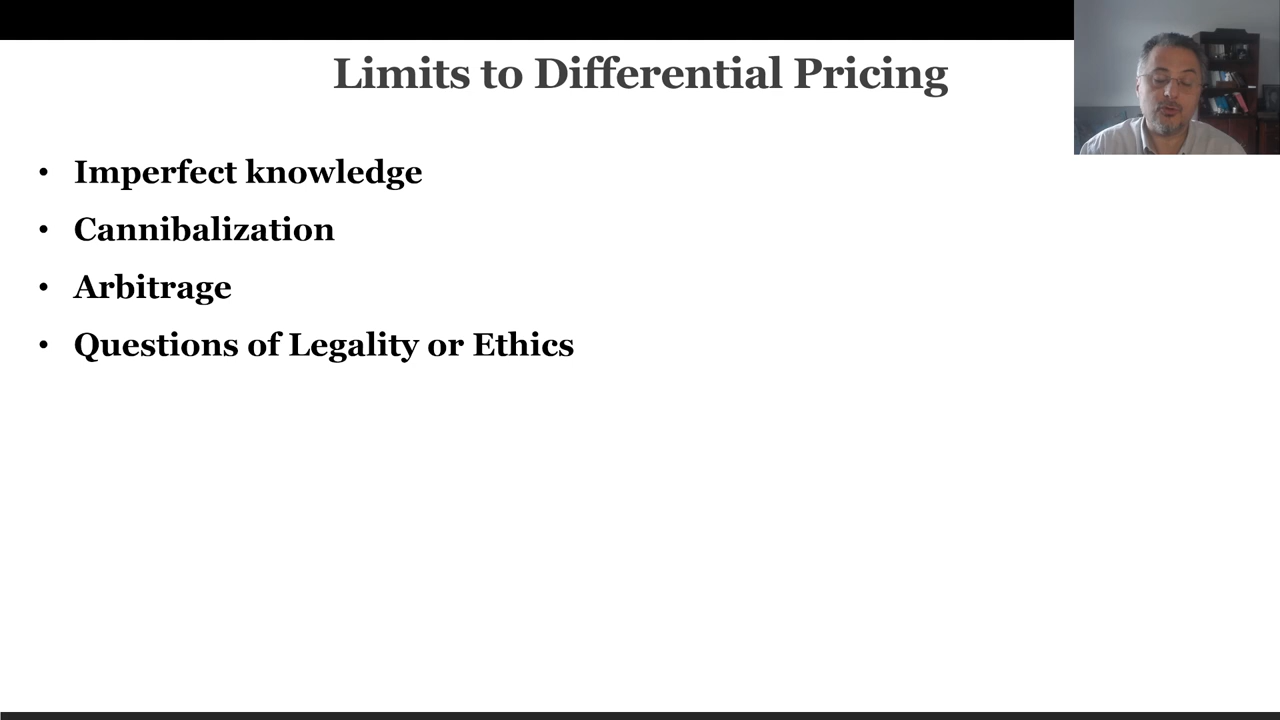 Limits to Differential Pricing
• Imperfect knowledge
• Cannibalization
• Arbitrage
• Questions of Legality or Ethics